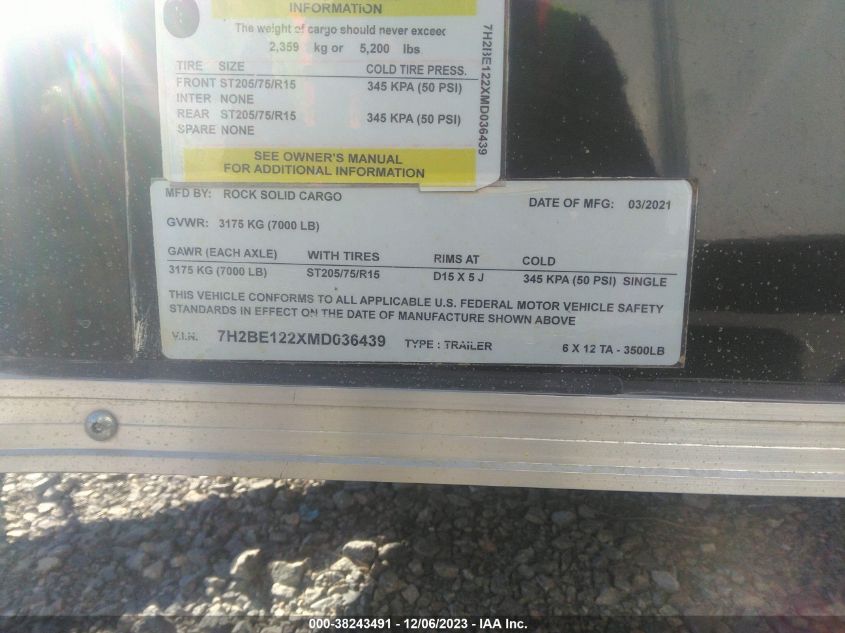 INFORMATION
The weight of cargo should never exceed
2,359 kg or 5,200 lbs
TIRE SIZE COLD TIRE PRESS.
FRONT ST205/75/R15 345 KPA (50 PSI)
INTER NONE
REAR ST205/75/R15 345 KPA (50 PSI)
SPARE NONE
SEE OWNER'S MANUAL
FOR ADDITIONAL INFORMATION
7H2BE122XMD036439
MFD BY: ROCK SOLID CARGO DATE OF MFG: 03/2021
GVWR: 3175 KG (7000 LB)
GAWR (EACH AXLE) WITH TIRES RIMS AT COLD
3175 KG (7000 LB) ST205/75/R15 D15 X 5 J 345 KPA (50 PSI) SINGLE
THIS VEHICLE CONFORMS TO ALL APPLICABLE U.S. FEDERAL MOTOR VEHICLE SAFETY
STANDARDS IN EFFECT ON THE DATE OF MANUFACTURE SHOWN ABOVE
V.I.N. 7H2BE122XMD036439 TYPE : TRAILER 6 X 12 TA - 3500LB
000-38243491 - 12/06/2023 - IAA Inc.